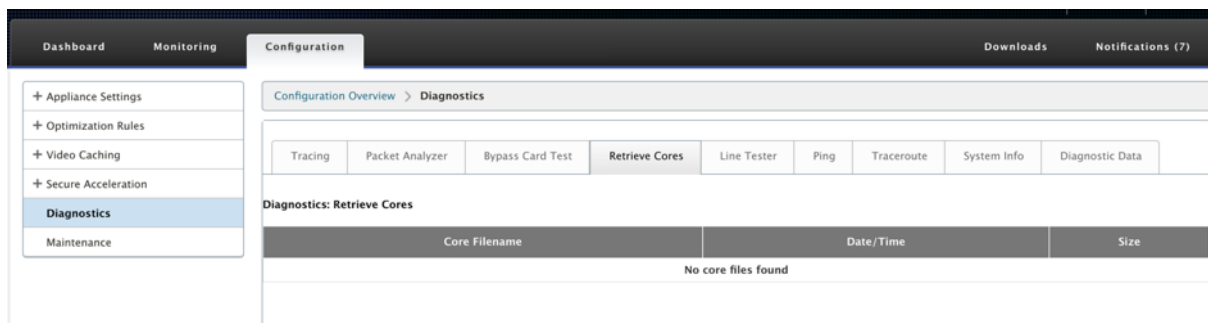 Dashboard Monitoring Configuration Downloads Notifications (7)
+ Appliance Settings
+ Optimization Rules
+ Video Caching
+ Secure Acceleration
Diagnostics
Maintenance
Configuration Overview > Diagnostics
Tracing Packet Analyzer Bypass Card Test Retrieve Cores Line Tester Ping Traceroute System Info Diagnostic Data
Diagnostics: Retrieve Cores
Core Filename Date/Time Size
No core files found